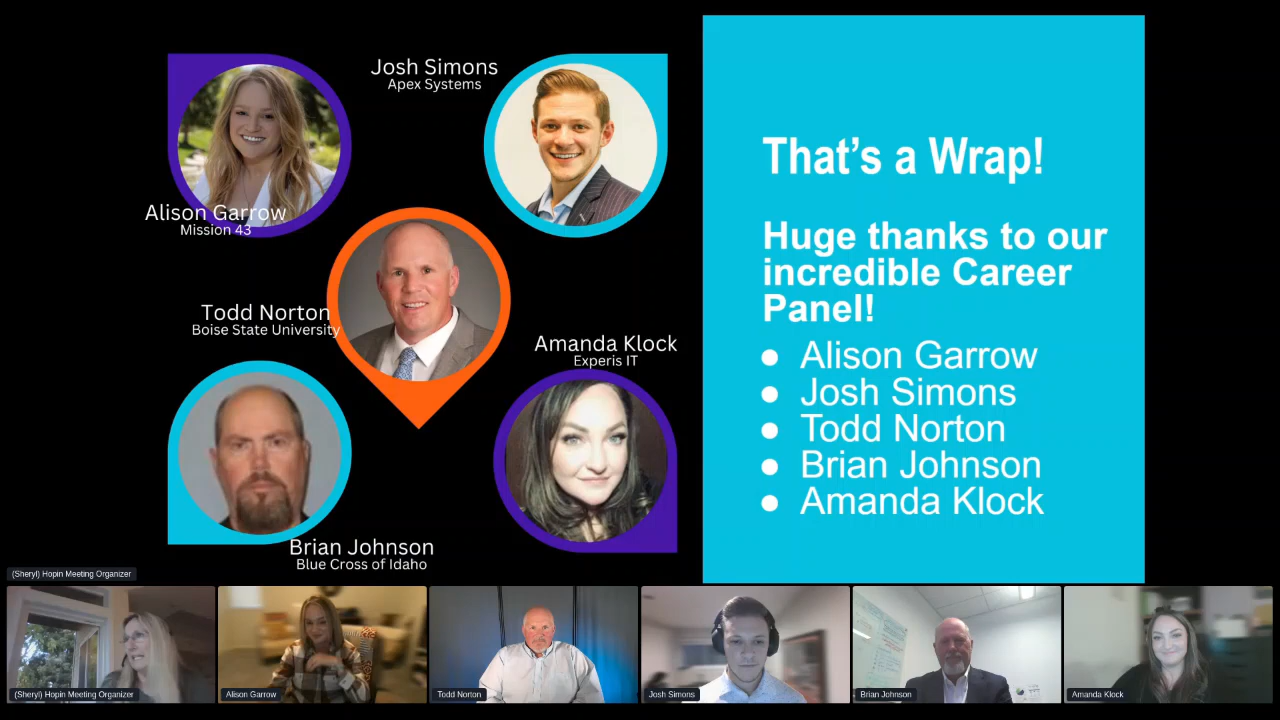 Josh Simons
Apex Systems
Alison Garrow
Mission 43
Todd Norton
Boise State University
Amanda Klock
Experis IT
Brian Johnson
Blue Cross of Idaho
That's a Wrap!
Huge thanks to our
incredible Career
Panel!
● Alison Garrow
● Josh Simons
● Todd Norton
● Brian Johnson
● Amanda Klock
(Sheryl) Hopin Meeting Organizer
(Sheryl) Hopin Meeting Organizer
Alison Garrow
Todd Norton
Josh Simons
Brian Johnson
Amanda Klock